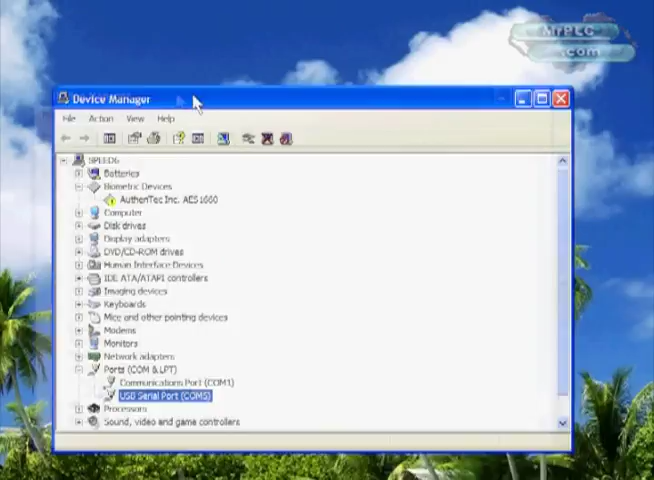 MrPLC
.com
Device Manager
File Action View Help
SPEED6
Batteries
Biometric Devices
AuthenTec Inc. AES1660
Computer
Disk drives
Display adapters
DVD/CD-ROM drives
Human Interface Devices
IDE ATA/ATAPI controllers
Imaging devices
Keyboards
Mice and other pointing devices
Modems
Monitors
Network adapters
Ports (COM & LPT)
Communications Port (COM1)
USB Serial Port (COM5)
Processors
Sound, video and game controllers